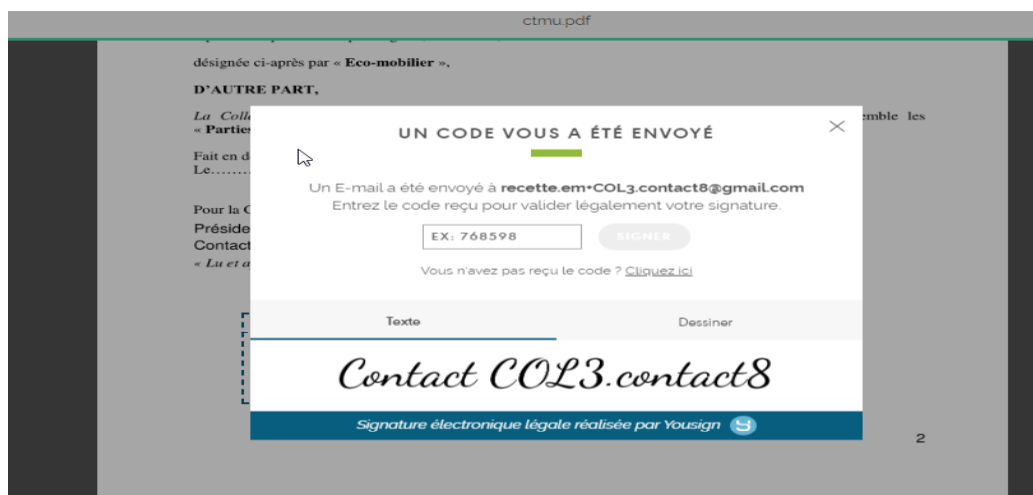 ctmu.pdf
désignée ci-après par « Eco-mobilier »,
D'AUTRE PART,
La Coll
emble les
« Parties
UN CODE VOUS A ÉTÉ ENVOYÉ
Fait en d
Le.........
Un E-mail a été envoyé à recette.em+COL3.contact8@gmail.com
Entrez le code reçu pour valider légalement votre signature.
Pour la C
Préside
EX: 768598
SIGNER
Contact
« Lu et a
Vous n'avez pas reçu le code ? Cliquez ici
Texte
Dessiner
Contact COL3.contact8
Signature électronique légale réalisée par Yousign
2